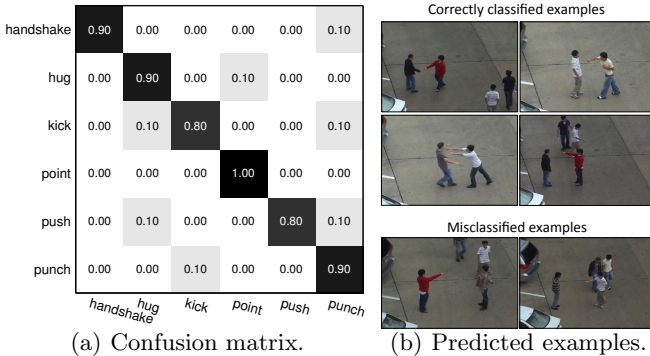 handshake 0.90 0.00 0.00 0.00 0.00 0.10
hug 0.00 0.90 0.00 0.10 0.00 0.00
kick 0.00 0.10 0.80 0.00 0.00 0.10
point 0.00 0.00 0.00 1.00 0.00 0.00
push 0.00 0.10 0.00 0.00 0.80 0.10
punch 0.00 0.00 0.10 0.00 0.00 0.90
handshake hug kick point push punch
(a) Confusion matrix.
Correctly classified examples
Misclassified examples
(b) Predicted examples.